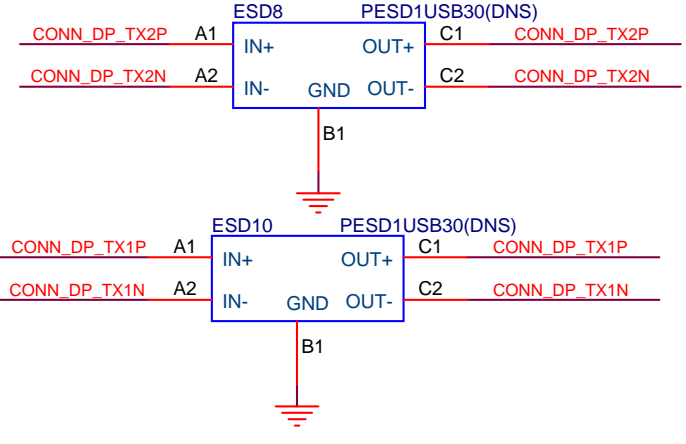 ESD8 PESD1USB30(DNS)
CONN_DP_TX2P A1 IN+ OUT+ C1 CONN_DP_TX2P
CONN_DP_TX2N A2 IN- GND OUT- C2 CONN_DP_TX2N
B1
ESD10 PESD1USB30(DNS)
CONN_DP_TX1P A1 IN+ OUT+ C1 CONN_DP_TX1P
CONN_DP_TX1N A2 IN- GND OUT- C2 CONN_DP_TX1N
B1